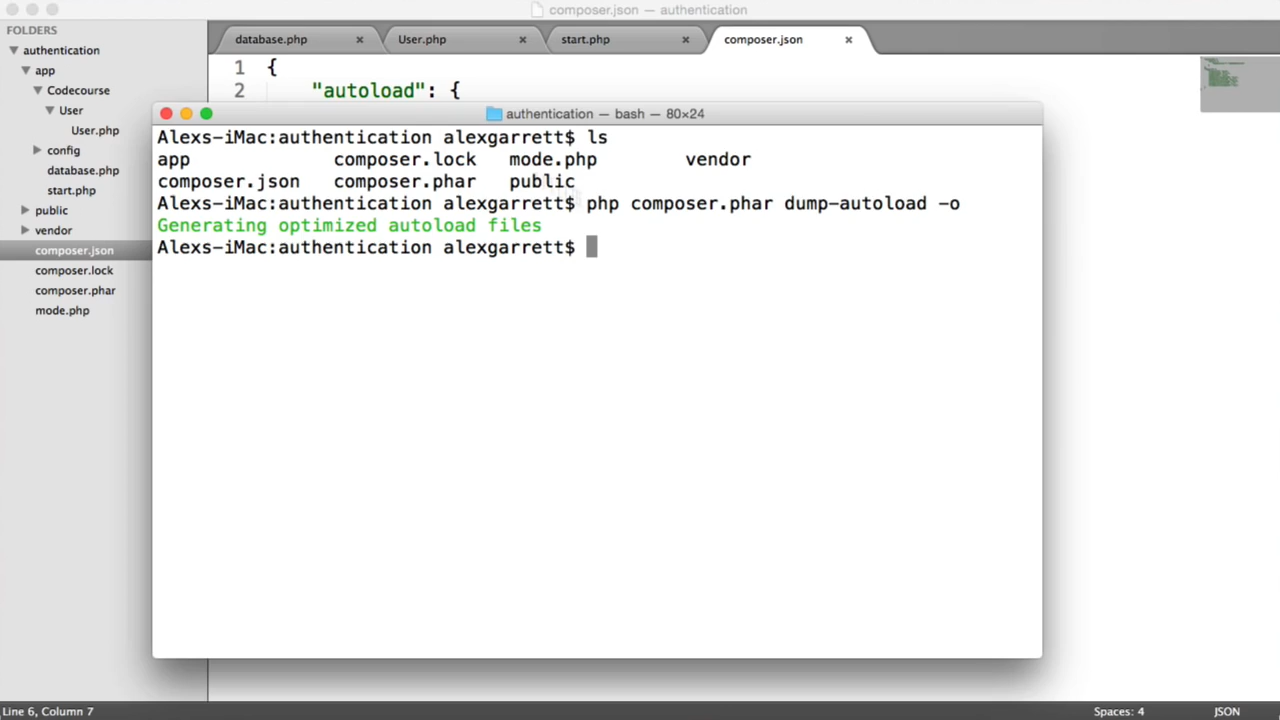 composer.json — authentication
FOLDERS
authentication
app
Codecourse
User
User.php
config
database.php
start.php
public
vendor
composer.json
composer.lock
composer.phar
mode.php
database.php × User.php × start.php × composer.json ×
1 {
2 "autoload": {
authentication — bash — 80×24
Alexs-iMac:authentication alexgarrett$ ls
app composer.lock mode.php vendor
composer.json composer.phar public
Alexs-iMac:authentication alexgarrett$ php composer.phar dump-autoload -o
Generating optimized autoload files
Alexs-iMac:authentication alexgarrett$
Line 6, Column 7 Spaces: 4 JSON